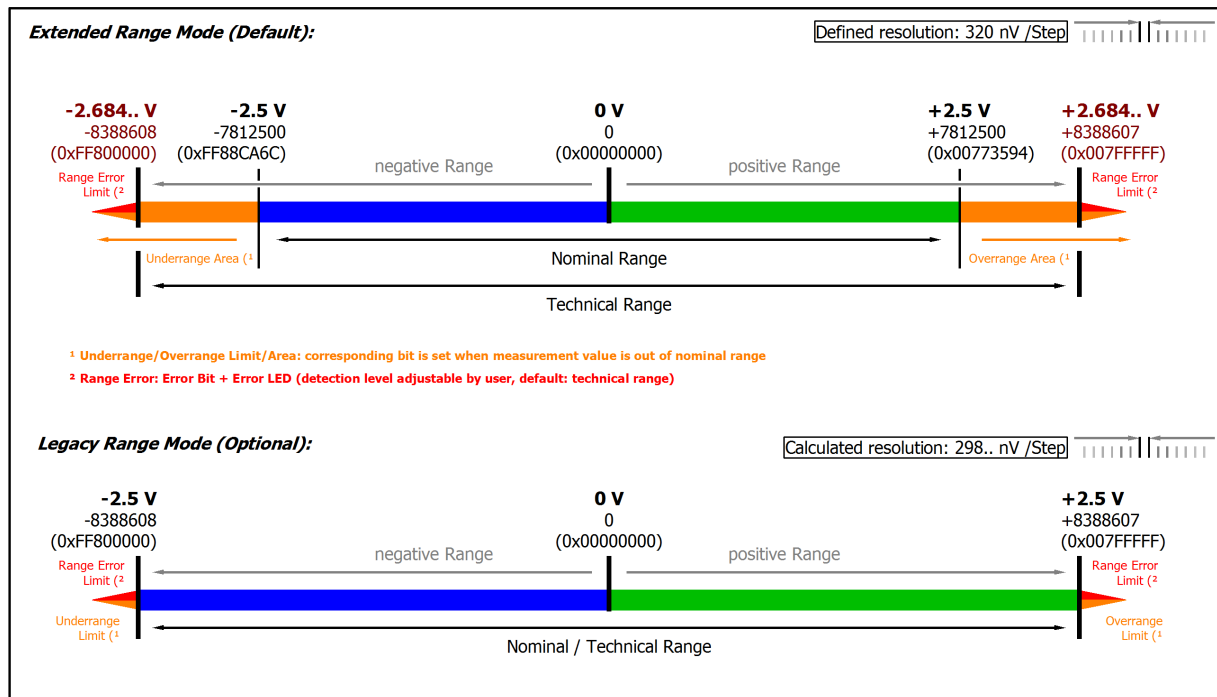 Extended Range Mode (Default):
Defined resolution: 320 nV /Step
-2.684.. V
-8388608
(0xFF800000)
-2.5 V
-7812500
(0xFF88CA6C)
0 V
0
(0x00000000)
+2.5 V
+7812500
(0x00773594)
+2.684.. V
+8388607
(0x007FFFFF)
negative Range
positive Range
Range Error
Limit (²
Range Error
Limit (²
Underrange Area (¹
Nominal Range
Overrange Area (¹
Technical Range
¹ Underrange/Overrange Limit/Area: corresponding bit is set when measurement value is out of nominal range
² Range Error: Error Bit + Error LED (detection level adjustable by user, default: technical range)
Legacy Range Mode (Optional):
Calculated resolution: 298.. nV /Step
-2.5 V
-8388608
(0xFF800000)
0 V
0
(0x00000000)
+2.5 V
+8388607
(0x007FFFFF)
negative Range
positive Range
Range Error
Limit (²
Range Error
Limit (²
Underrange
Limit (¹
Overrange
Limit (¹
Nominal / Technical Range